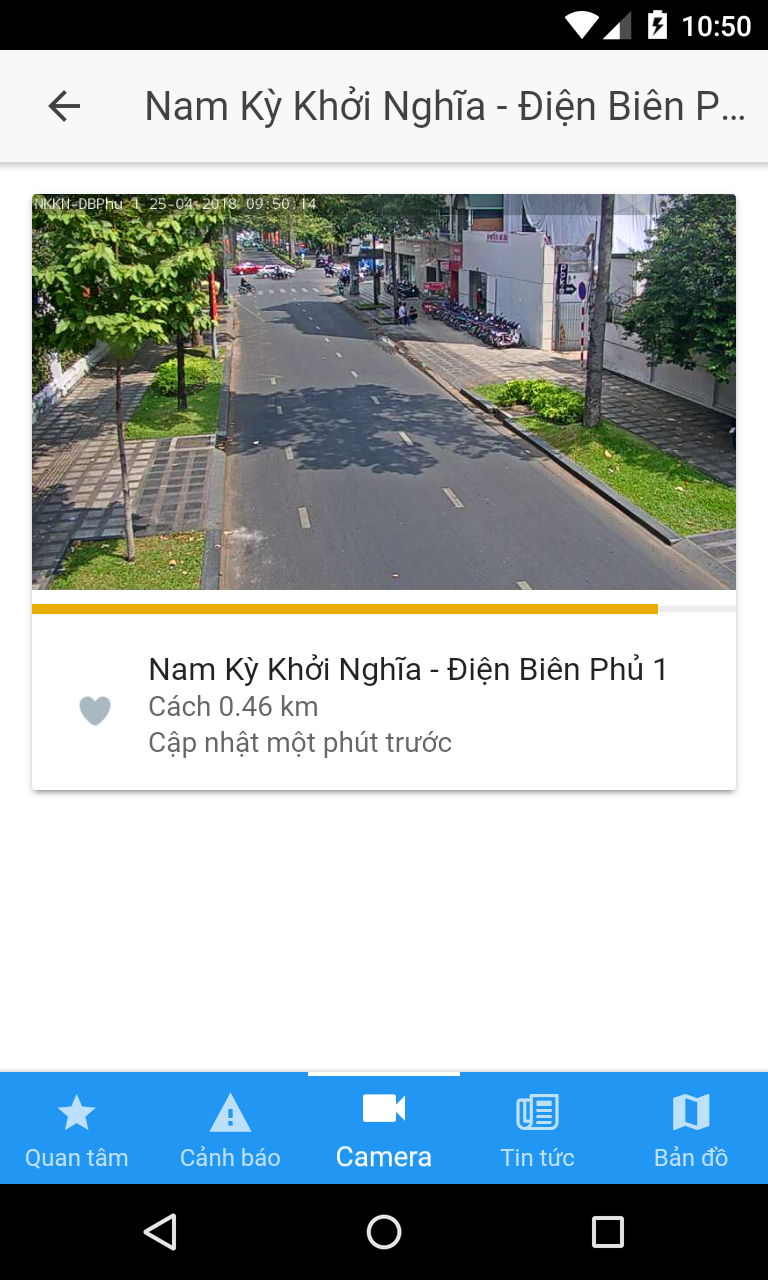 10:50
Nam Kỳ Khởi Nghĩa - Điện Biên P...
NKKN-DBPhu 1 25-04-2018 09:50:14
Nam Kỳ Khởi Nghĩa - Điện Biên Phủ 1
Cách 0.46 km
Cập nhật một phút trước
Quan tâm
Cảnh báo
Camera
Tin tức
Bản đồ